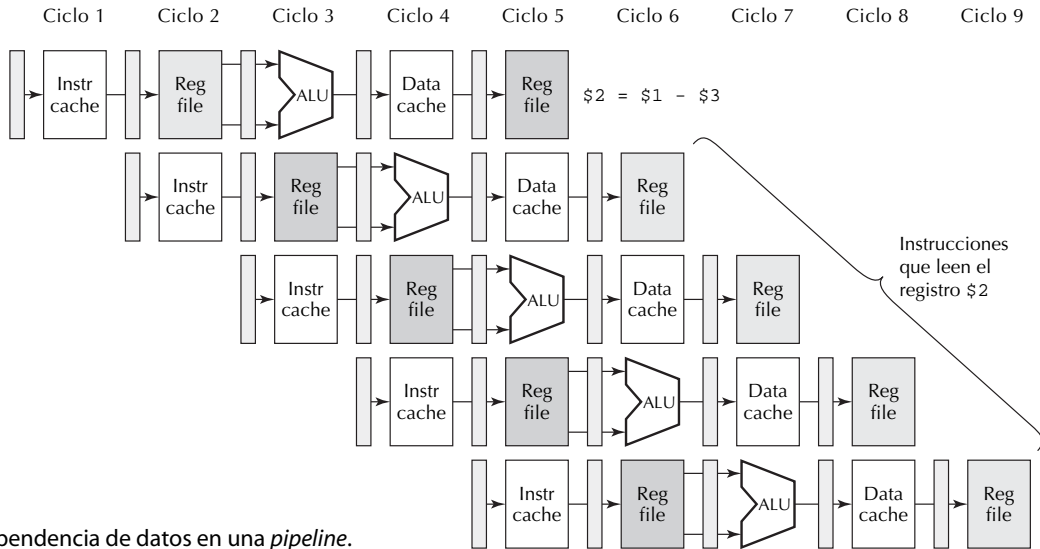 Ciclo 1 Ciclo 2 Ciclo 3 Ciclo 4 Ciclo 5 Ciclo 6 Ciclo 7 Ciclo 8 Ciclo 9
Instr Reg Data Reg
cache file ALU cache file $2 = $1 - $3
Instr Reg Data Reg
cache file ALU cache file
Instrucciones
que leen el
registro $2
Instr Reg Data Reg
cache file ALU cache file
Instr Reg Data Reg
cache file ALU cache file
Instr Reg Data Reg
cache file ALU cache file
pendencia de datos en una pipeline.